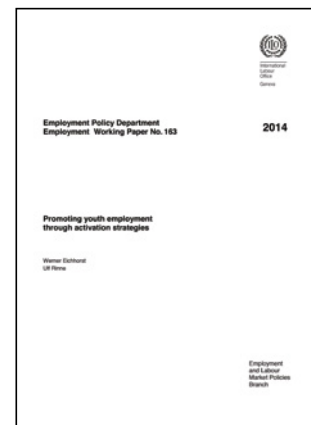 International
Labour
Office
Geneva
Employment Policy Department
Employment Working Paper No. 163
2014
Promoting youth employment
through activation strategies
Werner Eichhorst
Ulf Rinne
Employment
and Labour
Market Policies
Branch